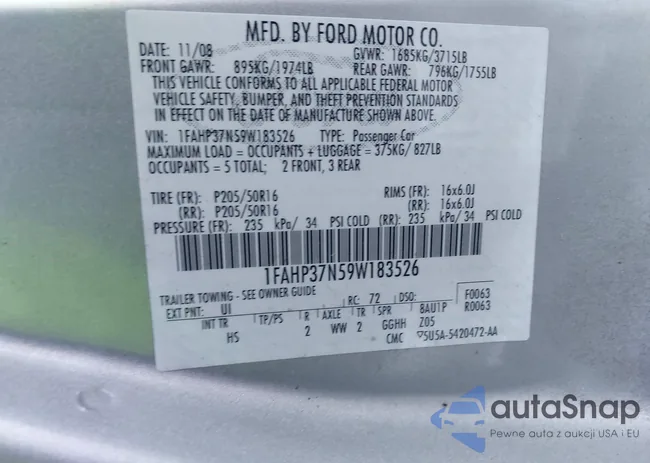 MFD. BY FORD MOTOR CO.
DATE: 11/08 GVWR: 1685KG/3715LB
FRONT GAWR: 895KG/1974LB REAR GAWR: 796KG/1755LB
THIS VEHICLE CONFORMS TO ALL APPLICABLE FEDERAL MOTOR
VEHICLE SAFETY, BUMPER, AND THEFT PREVENTION STANDARDS
IN EFFECT ON THE DATE OF MANUFACTURE SHOWN ABOVE.
VIN: 1FAHP37N59W183526 TYPE: Passenger Car
MAXIMUM LOAD = OCCUPANTS + LUGGAGE = 375KG/ 827LB
OCCUPANTS = 5 TOTAL; 2 FRONT, 3 REAR
TIRE (FR): P205/50R16 RIMS (FR): 16x6.0J
(RR): P205/50R16 (RR): 16x6.0J
PRESSURE (FR): 235 kPa/ 34 PSI COLD (RR): 235 kPa/ 34 PSI COLD
1FAHP37N59W183526
TRAILER TOWING - SEE OWNER GUIDE
EXT PNT: UI RC: 72 DSO: F0063
INT TR TP/PS R AXLE TR SPR 8AU1P R0063
HS 2 WW 2 GGHH Z05
CMC 5U5A-5420472-AA
autaSnap
Pewne auta z aukcji USA i EU